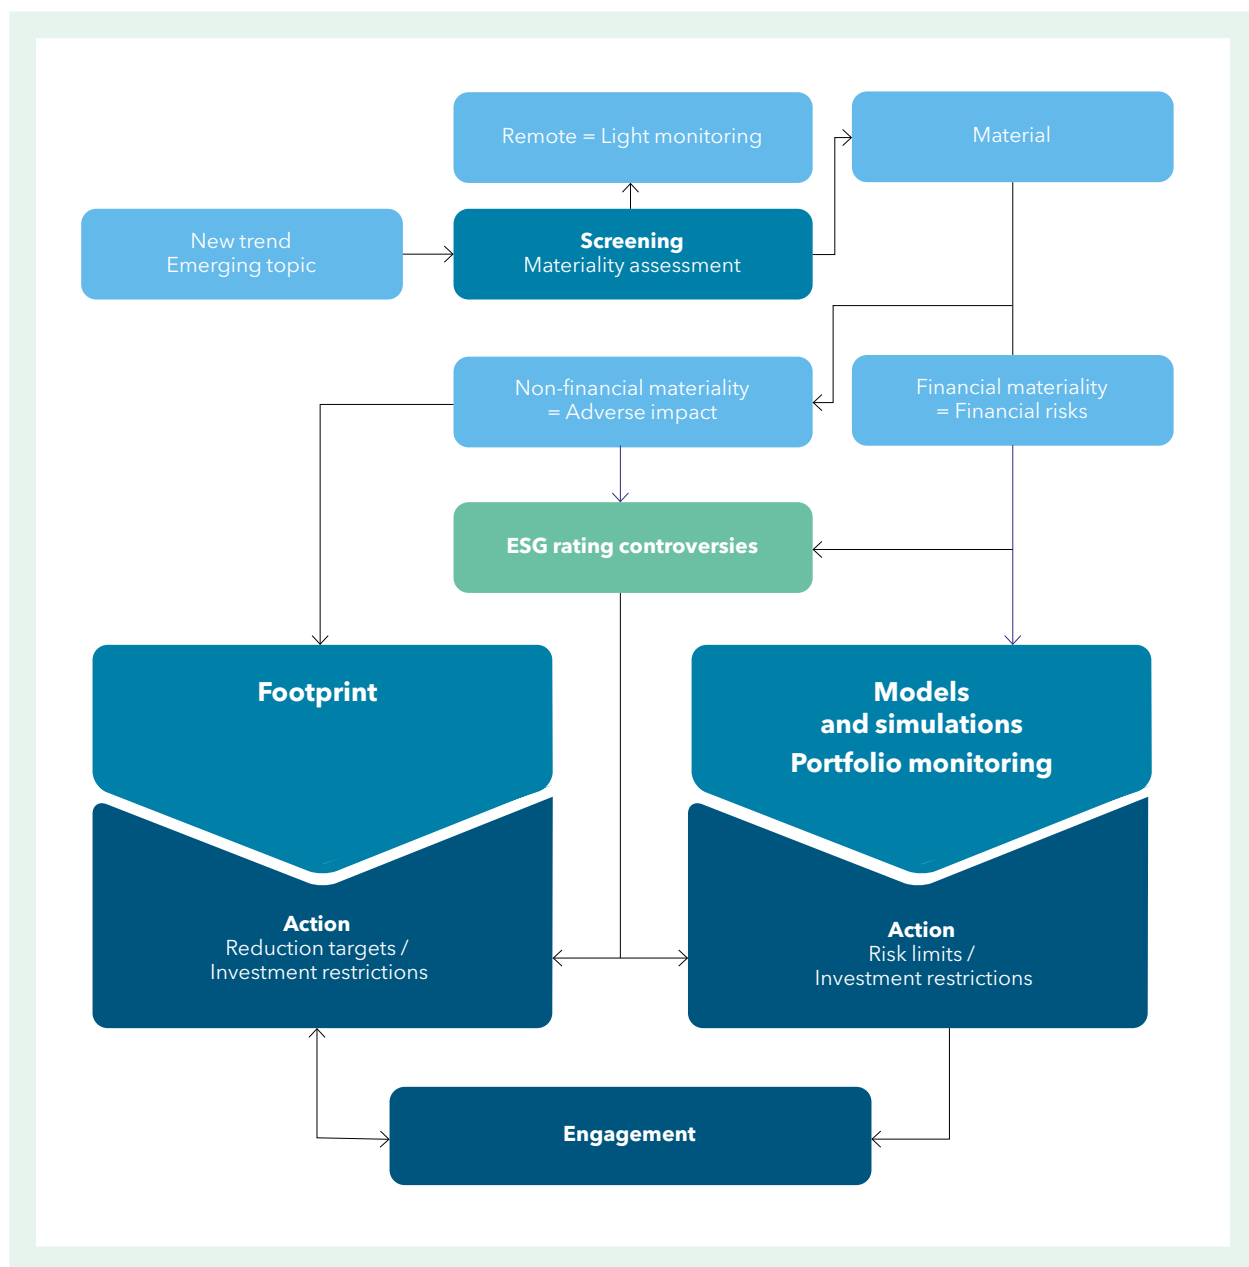 Remote = Light monitoring
Material
New trend
Emerging topic
Screening
Materiality assessment
Non-financial materiality
= Adverse impact
Financial materiality
= Financial risks
ESG rating controversies
Footprint
Models
and simulations
Portfolio monitoring
Action
Reduction targets /
Investment restrictions
Action
Risk limits /
Investment restrictions
Engagement